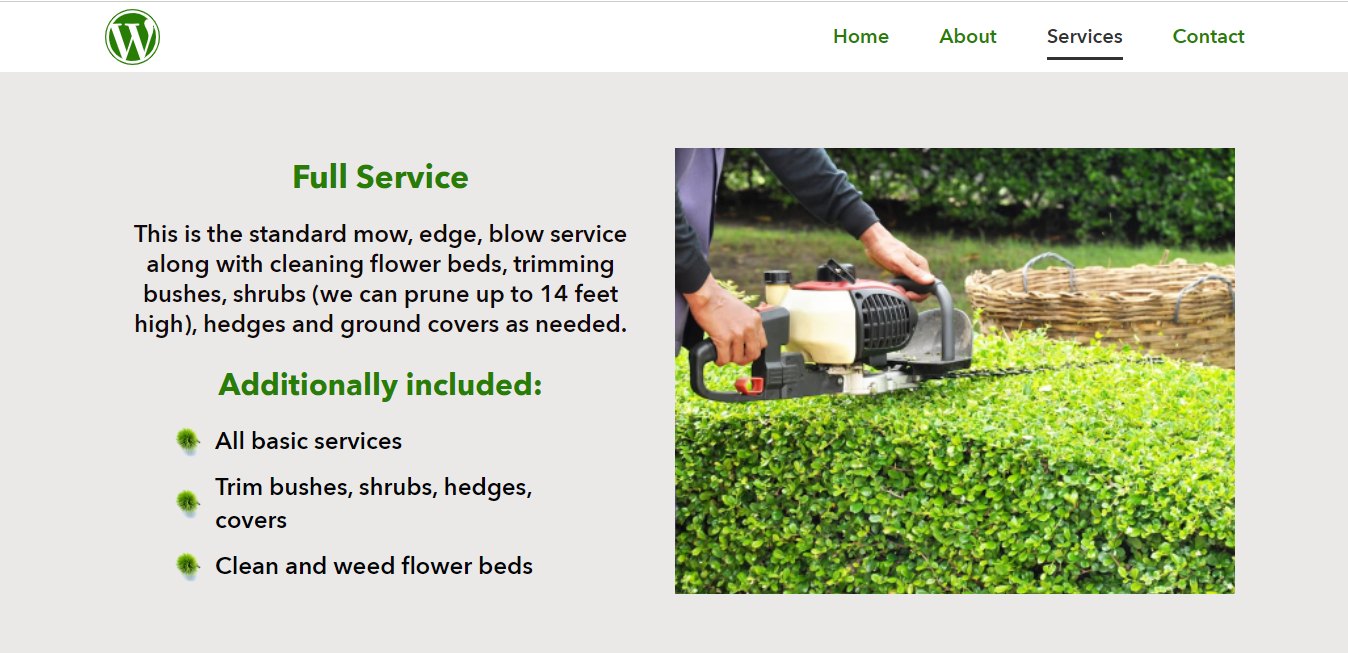 Home
About
Services
Contact
Full Service
This is the standard mow, edge, blow service
along with cleaning flower beds, trimming
bushes, shrubs (we can prune up to 14 feet
high), hedges and ground covers as needed.
Additionally included:
All basic services
Trim bushes, shrubs, hedges,
covers
Clean and weed flower beds